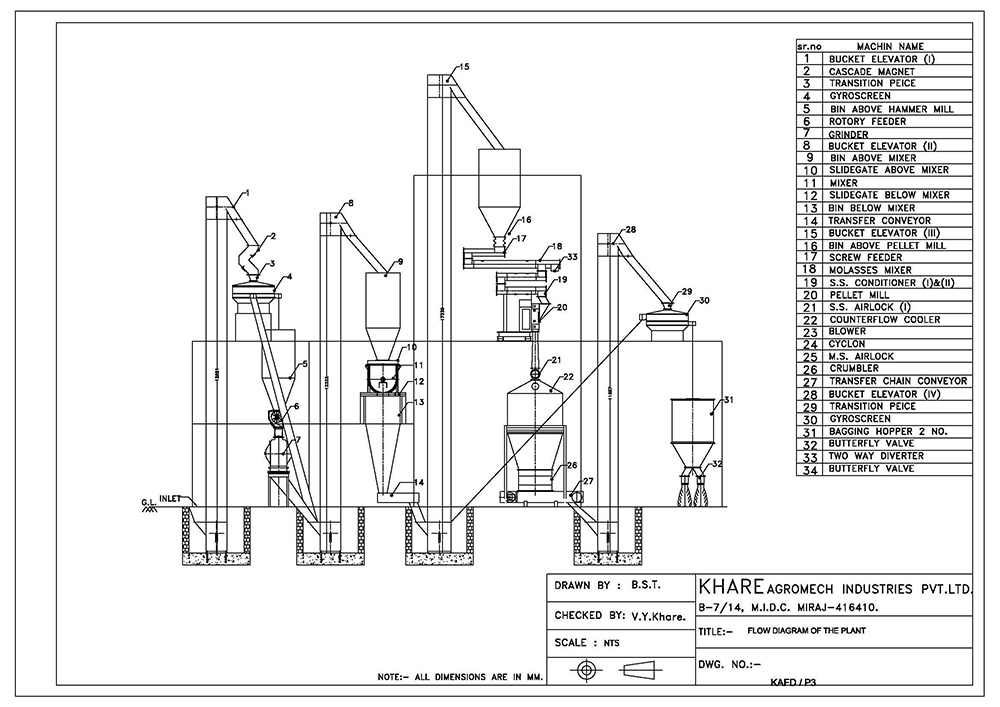 sr.no MACHIN NAME
1 BUCKET ELEVATOR (I)
2 CASCADE MAGNET
3 TRANSITION PEICE
4 GYROSCREEN
5 BIN ABOVE HAMMER MILL
6 ROTORY FEEDER
7 GRINDER
8 BUCKET ELEVATOR (II)
9 BIN ABOVE MIXER
10 SLIDEGATE ABOVE MIXER
11 MIXER
12 SLIDEGATE BELOW MIXER
13 BIN BELOW MIXER
14 TRANSFER CONVEYOR
15 BUCKET ELEVATOR (III)
16 BIN ABOVE PELLET MILL
17 SCREW FEEDER
18 MOLASSES MIXER
19 S.S. CONDITIONER (I)&(II)
20 PELLET MILL
21 S.S. AIRLOCK (I)
22 COUNTERFLOW COOLER
23 BLOWER
24 CYCLON
25 M.S. AIRLOCK
26 CRUMBLER
27 TRANSFER CHAIN CONVEYOR
28 BUCKET ELEVATOR (IV)
29 TRANSITION PEICE
30 GYROSCREEN
31 BAGGING HOPPER 2 NO.
32 BUTTERFLY VALVE
33 TWO WAY DIVERTER
34 BUTTERFLY VALVE
15
1
8
16
17
18
33
28
2
3
4
9
19
20
29
30
10
11
12
13
5
6
7
21
22
31
26
27
32
14
G.L. INLET
DRAWN BY : B.S.T.
CHECKED BY: V.Y.Khare.
SCALE : NTS
KHARE AGROMECH INDUSTRIES PVT.LTD.
B-7/14, M.I.D.C. MIRAJ-416410.
TITLE:- FLOW DIAGRAM OF THE PLANT
DWG. NO.:-
KAFD / P3
NOTE:- ALL DIMENSIONS ARE IN MM.